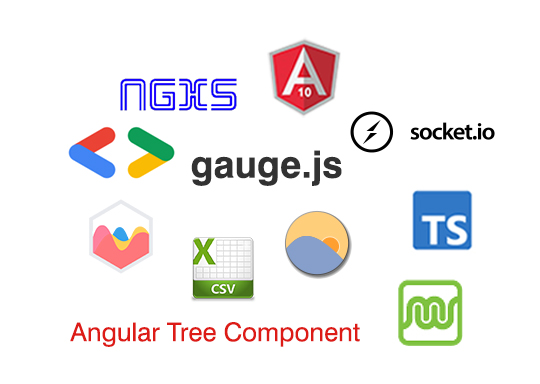 A
10
NGXS
socket.io
gauge.js
TS
X
CSV
Angular Tree Component